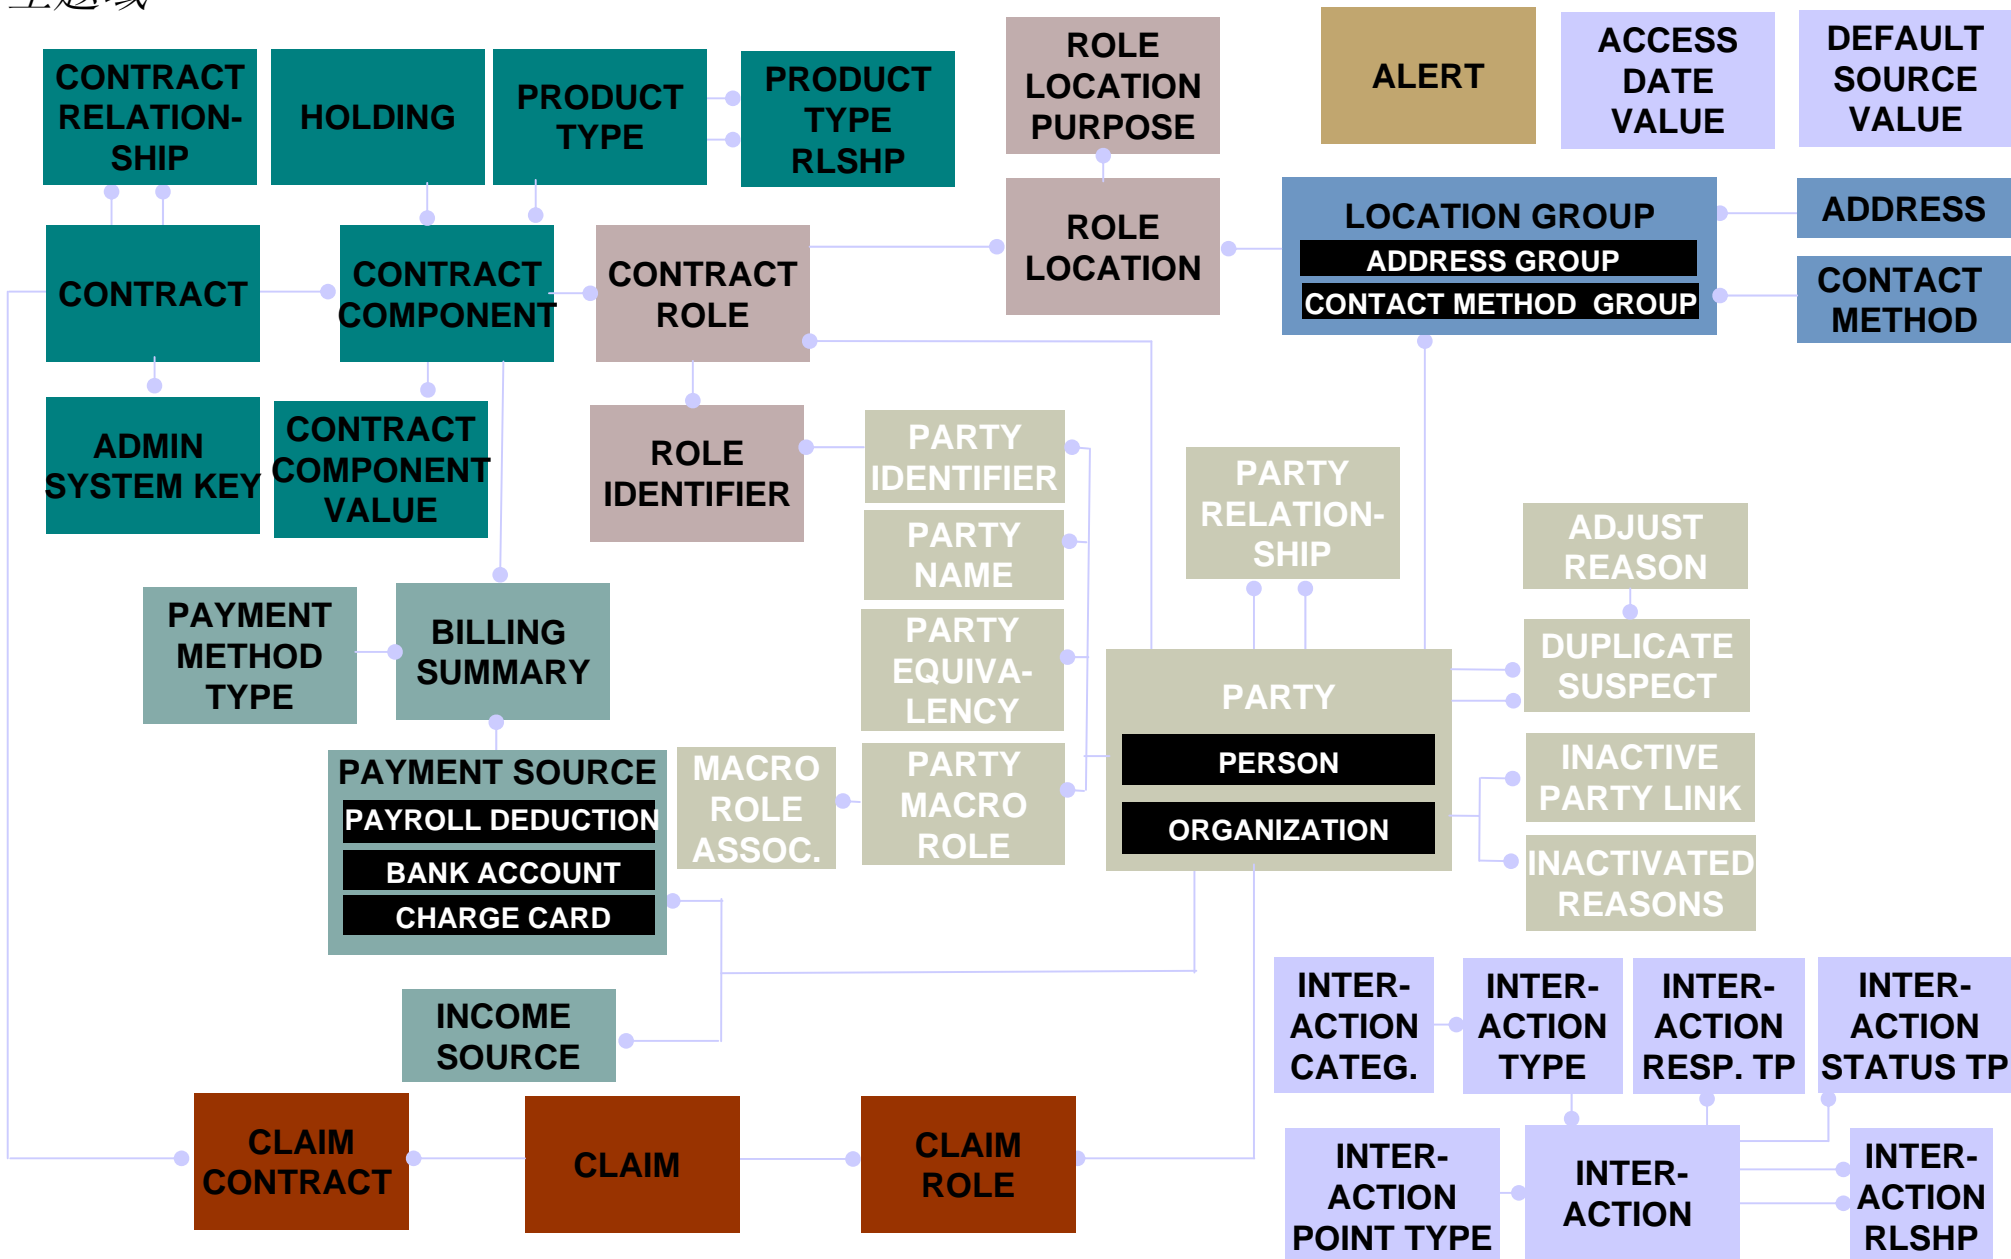 主题域
CONTRACT
RELATION-
SHIP
HOLDING
PRODUCT
TYPE
PRODUCT
TYPE
RLSHP
ROLE
LOCATION
PURPOSE
ALERT
ACCESS
DATE
VALUE
DEFAULT
SOURCE
VALUE
CONTRACT
CONTRACT
COMPONENT
CONTRACT
ROLE
ROLE
LOCATION
LOCATION GROUP
ADDRESS GROUP
CONTACT METHOD GROUP
ADDRESS
CONTACT
METHOD
ADMIN
SYSTEM KEY
CONTRACT
COMPONENT
VALUE
ROLE
IDENTIFIER
PARTY
IDENTIFIER
PARTY
NAME
PARTY
EQUIVA-
LENCY
PARTY
MACRO
ROLE
MACRO
ROLE
ASSOC.
PARTY
RELATION-
SHIP
ADJUST
REASON
DUPLICATE
SUSPECT
PARTY
PERSON
ORGANIZATION
INACTIVE
PARTY LINK
INACTIVATED
REASONS
PAYMENT
METHOD
TYPE
BILLING
SUMMARY
PAYMENT SOURCE
PAYROLL DEDUCTION
BANK ACCOUNT
CHARGE CARD
INCOME
SOURCE
CLAIM
CONTRACT
CLAIM
CLAIM
ROLE
INTER-
ACTION
CATEG.
INTER-
ACTION
TYPE
INTER-
ACTION
RESP. TP
INTER-
ACTION
STATUS TP
INTER-
ACTION
POINT TYPE
INTER-
ACTION
INTER-
ACTION
RLSHP